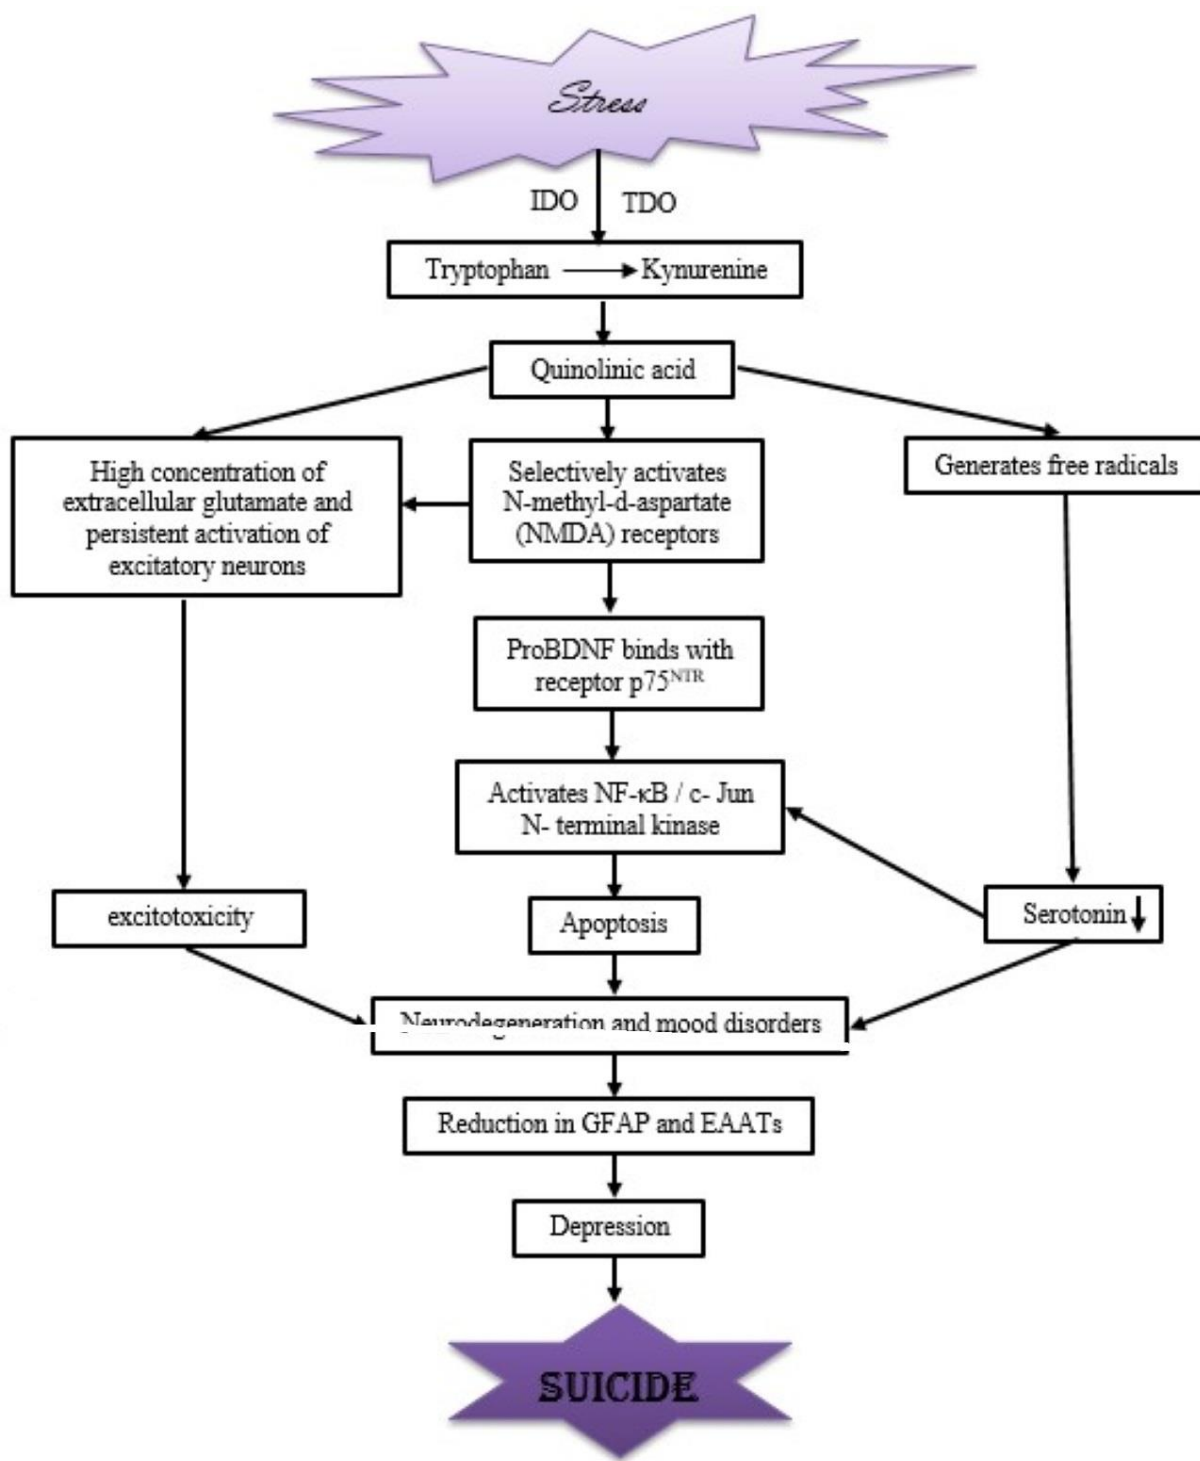 Stress
IDO TDO
Tryptophan → Kynurenine
Quinolinic acid
High concentration of
extracellular glutamate and
persistent activation of
excitatory neurons
Selectively activates
N-methyl-d-aspartate
(NMDA) receptors
Generates free radicals
ProBDNF binds with
receptor p75NTR
Activates NF-κB / c- Jun
N- terminal kinase
excitotoxicity
Apoptosis
Serotonin ↓
Neurodegeneration and mood disorders
Reduction in GFAP and EAATs
Depression
SUICIDE